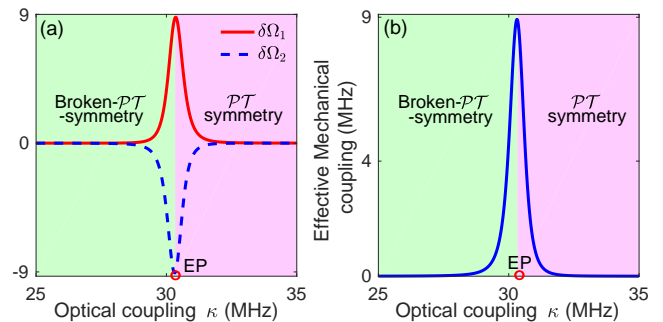 (a)
δΩ₁
δΩ₂
Broken-𝒫𝒯
-symmetry
𝒫𝒯
symmetry
EP
9
0
-9
25
30
35
Optical coupling κ (MHz)
(b)
Broken-𝒫𝒯
-symmetry
𝒫𝒯
symmetry
EP
9
4
0
25
30
35
Effective Mechanical
coupling (MHz)
Optical coupling κ (MHz)